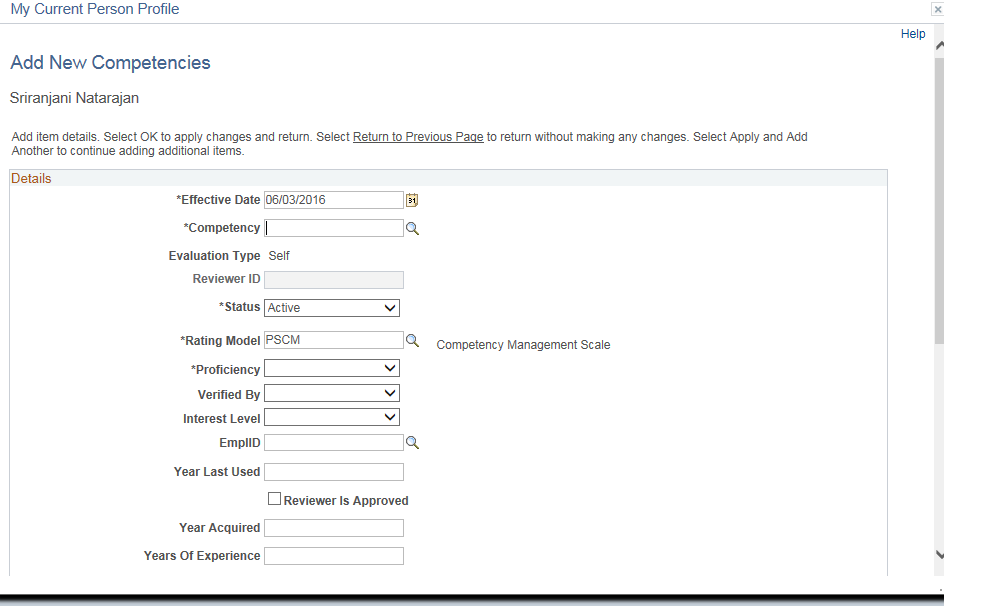 My Current Person Profile
Help
Add New Competencies
Sriranjani Natarajan
Add item details. Select OK to apply changes and return. Select Return to Previous Page to return without making any changes. Select Apply and Add
Another to continue adding additional items.
Details
*Effective Date 06/03/2016
*Competency
Evaluation Type Self
Reviewer ID
*Status Active
*Rating Model PSCM Competency Management Scale
*Proficiency
Verified By
Interest Level
EmplID
Year Last Used
Reviewer Is Approved
Year Acquired
Years Of Experience